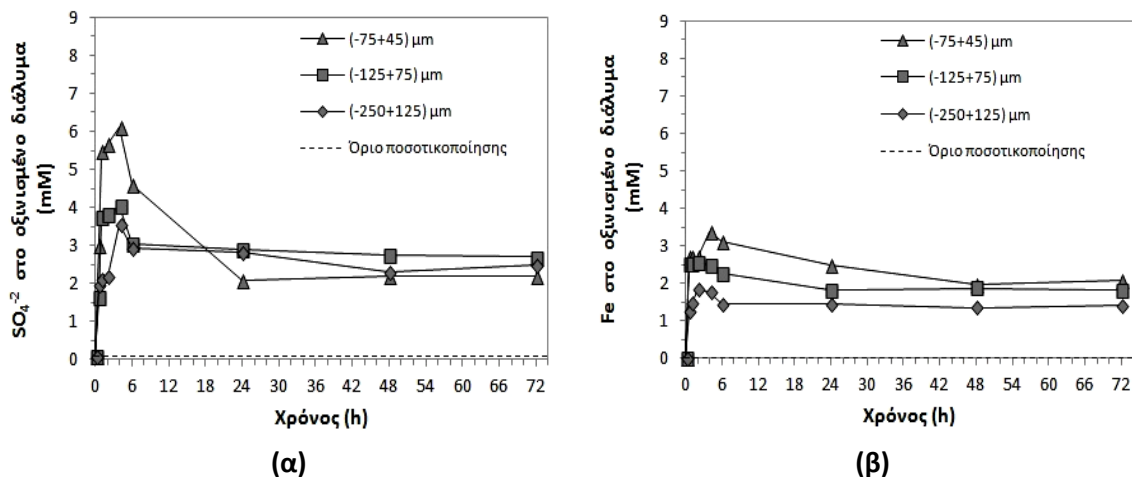 SO₄⁻² στο οξινισμένο διάλυμα
(mM)
9
8
7
6
5
4
3
2
1
0
(-75+45) μm
(-125+75) μm
(-250+125) μm
Όριο ποσοτικοποίησης
0 6 12 18 24 30 36 42 48 54 60 66 72
Χρόνος (h)
(α)
Fe στο οξινισμένο διάλυμα
(mM)
9
8
7
6
5
4
3
2
1
0
(-75+45) μm
(-125+75) μm
(-250+125) μm
Όριο ποσοτικοποίησης
0 6 12 18 24 30 36 42 48 54 60 66 72
Χρόνος (h)
(β)